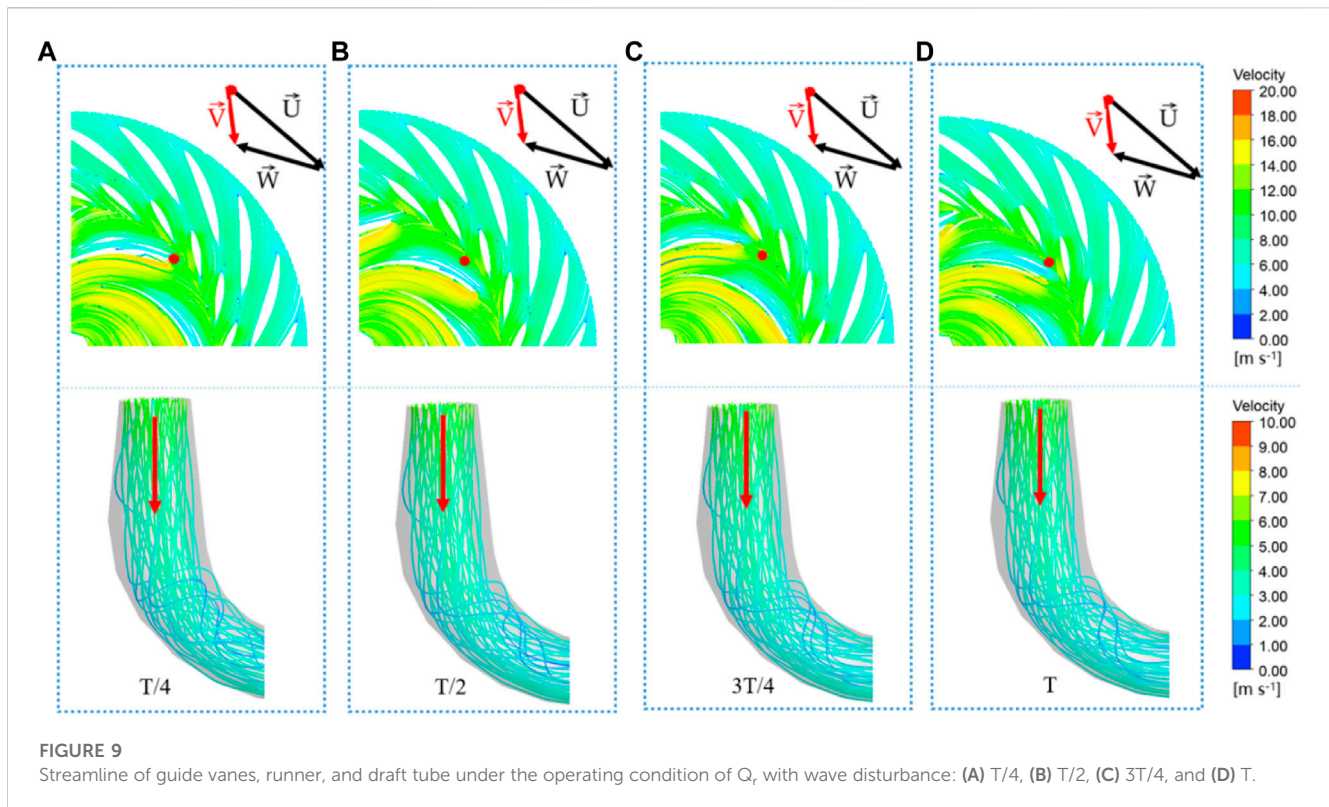 A
B
C
D
V⃗
U⃗
W⃗
V⃗
U⃗
W⃗
V⃗
U⃗
W⃗
V⃗
U⃗
W⃗
Velocity
20.00
18.00
16.00
14.00
12.00
10.00
8.00
6.00
4.00
2.00
0.00
[m s⁻¹]
T/4
T/2
3T/4
T
Velocity
10.00
9.00
8.00
7.00
6.00
5.00
4.00
3.00
2.00
1.00
0.00
[m s⁻¹]
FIGURE 9
Streamline of guide vanes, runner, and draft tube under the operating condition of Qᵣ with wave disturbance: (A) T/4, (B) T/2, (C) 3T/4, and (D) T.